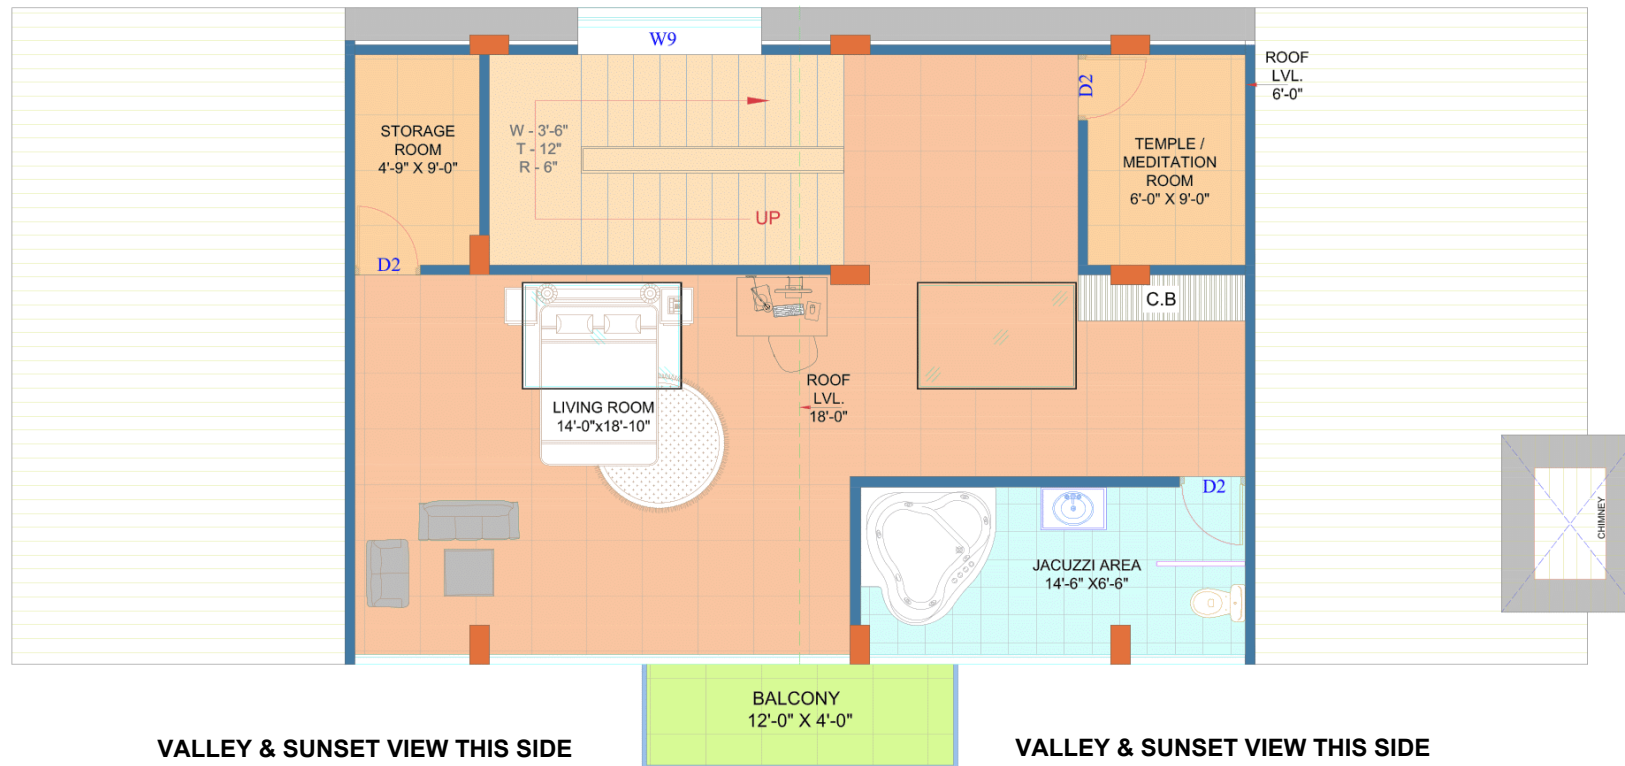 W9
ROOF
LVL.
6'-0"
D2
STORAGE
ROOM
4'-9" X 9'-0"
W - 3'-6"
T - 12"
R - 6"
UP
TEMPLE /
MEDITATION
ROOM
6'-0" X 9'-0"
D2
C.B
ROOF
LVL.
18'-0"
LIVING ROOM
14'-0"x18'-10"
D2
JACUZZI AREA
14'-6" X6'-6"
CHIMNEY
BALCONY
12'-0" X 4'-0"
VALLEY & SUNSET VIEW THIS SIDE
VALLEY & SUNSET VIEW THIS SIDE